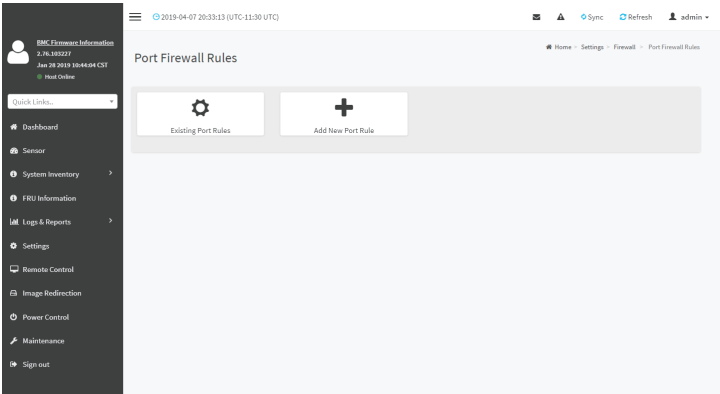 2019-04-07 20:33:13 (UTC-11:30 UTC)
Sync
Refresh
admin
BMC Firmware Information
2.76.103227
Jan 28 2019 10:44:04 CST
Host Online
Quick Links..
Dashboard
Sensor
System Inventory
FRU Information
Logs & Reports
Settings
Remote Control
Image Redirection
Power Control
Maintenance
Sign out
Port Firewall Rules
Home > Settings > Firewall > Port Firewall Rules
Existing Port Rules
Add New Port Rule